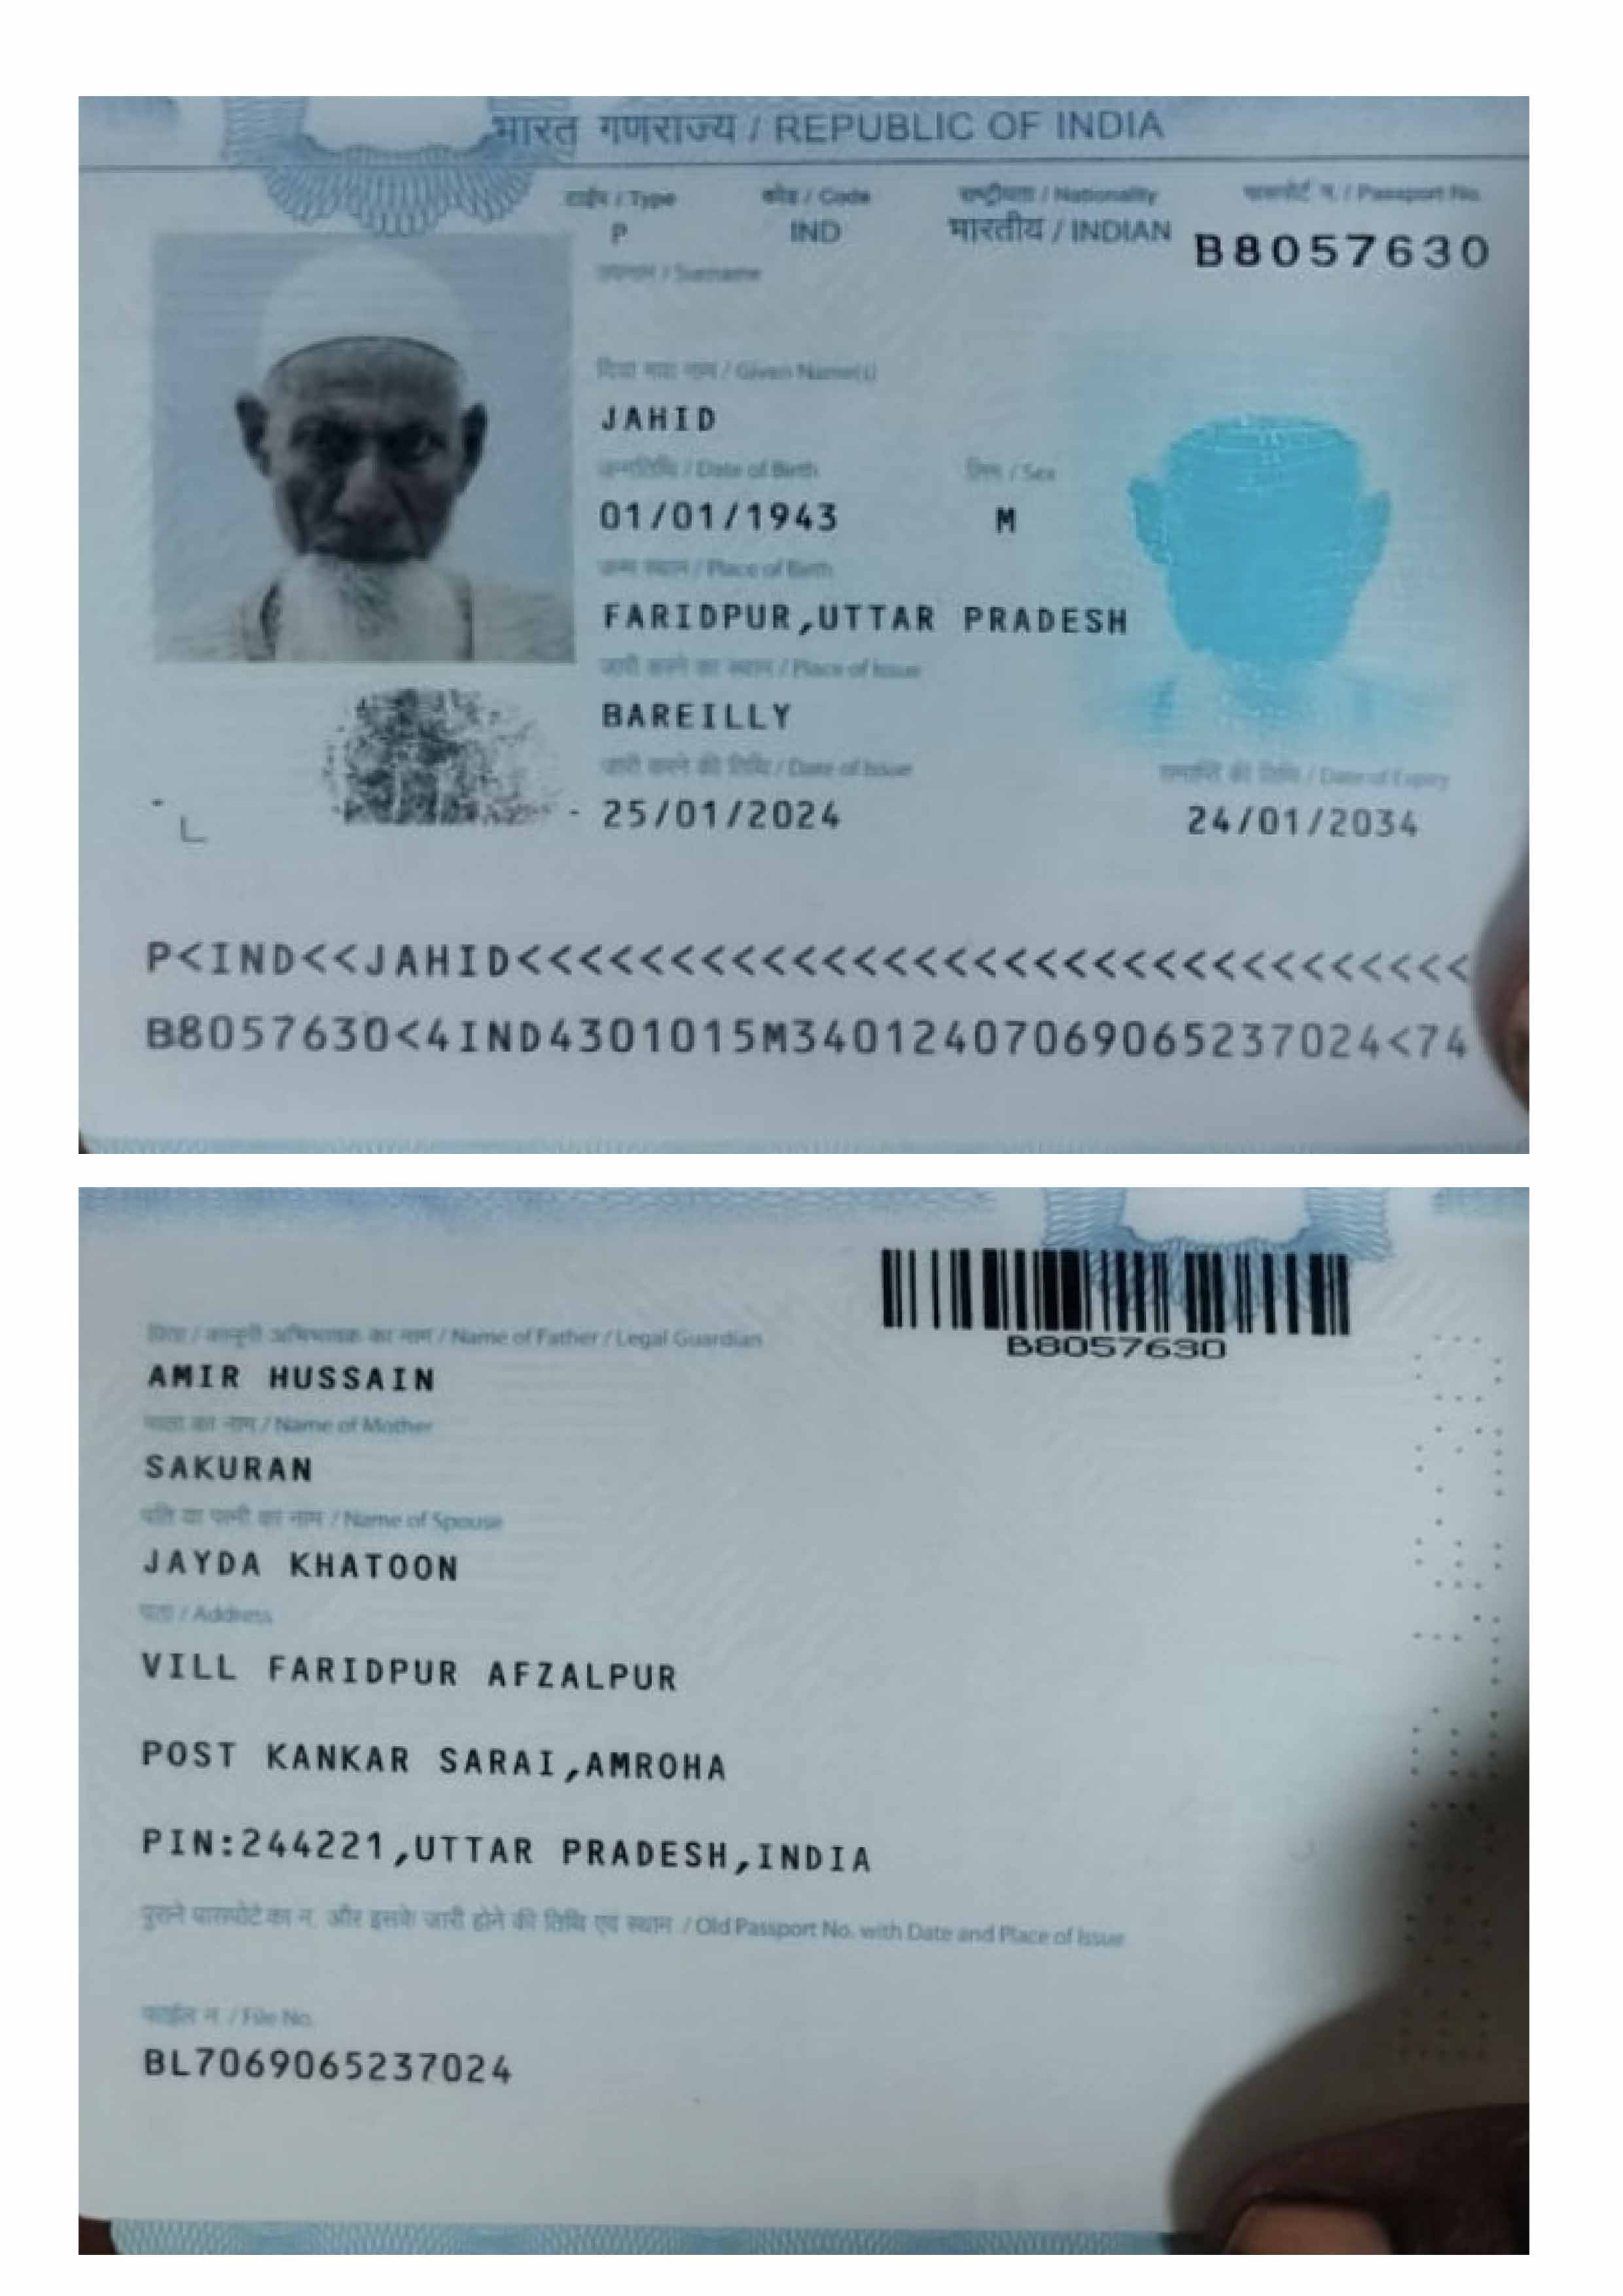 भारत गणराज्य / REPUBLIC OF INDIA
टाईप / Type कोड / Code राष्ट्रीयता / Nationality पासपोर्ट न. / Passport No.
P IND भारतीय / INDIAN B8057630
उपनाम / Surname
दिया गया नाम / Given Name(s)
JAHID
जन्मतिथि / Date of Birth लिंग / Sex
01/01/1943 M
जन्म स्थान / Place of Birth
FARIDPUR,UTTAR PRADESH
जारी करने का स्थान / Place of Issue
BAREILLY
जारी करने की तिथि / Date of Issue समाप्ति की तिथि / Date of Expiry
25/01/2024 24/01/2034
P<IND<<JAHID<<<<<<<<<<<<<<<<<<<<<<<<<<<<<<<
B8057630<4IND4301015M34012407069065237024<74
B8057630
पिता / कानूनी अभिभावक का नाम / Name of Father / Legal Guardian
AMIR HUSSAIN
माता का नाम / Name of Mother
SAKURAN
पति या पत्नी का नाम / Name of Spouse
JAYDA KHATOON
पता / Address
VILL FARIDPUR AFZALPUR
POST KANKAR SARAI,AMROHA
PIN:244221,UTTAR PRADESH,INDIA
पुराने पासपोर्ट का न. और इसके जारी होने की तिथि एवं स्थान / Old Passport No. with Date and Place of Issue
फाईल न. / File No.
BL7069065237024